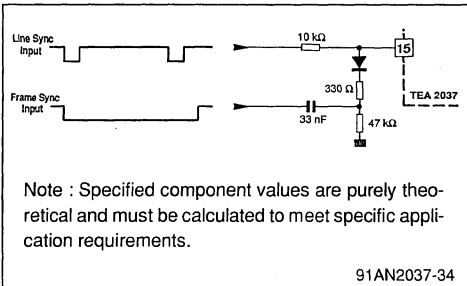 Line Sync
Input
10 kΩ
15
330 Ω
TEA 2037
Frame Sync
Input
33 nF
47 kΩ
Note : Specified component values are purely theo-
retical and must be calculated to meet specific appli-
cation requirements.
91AN2037-34